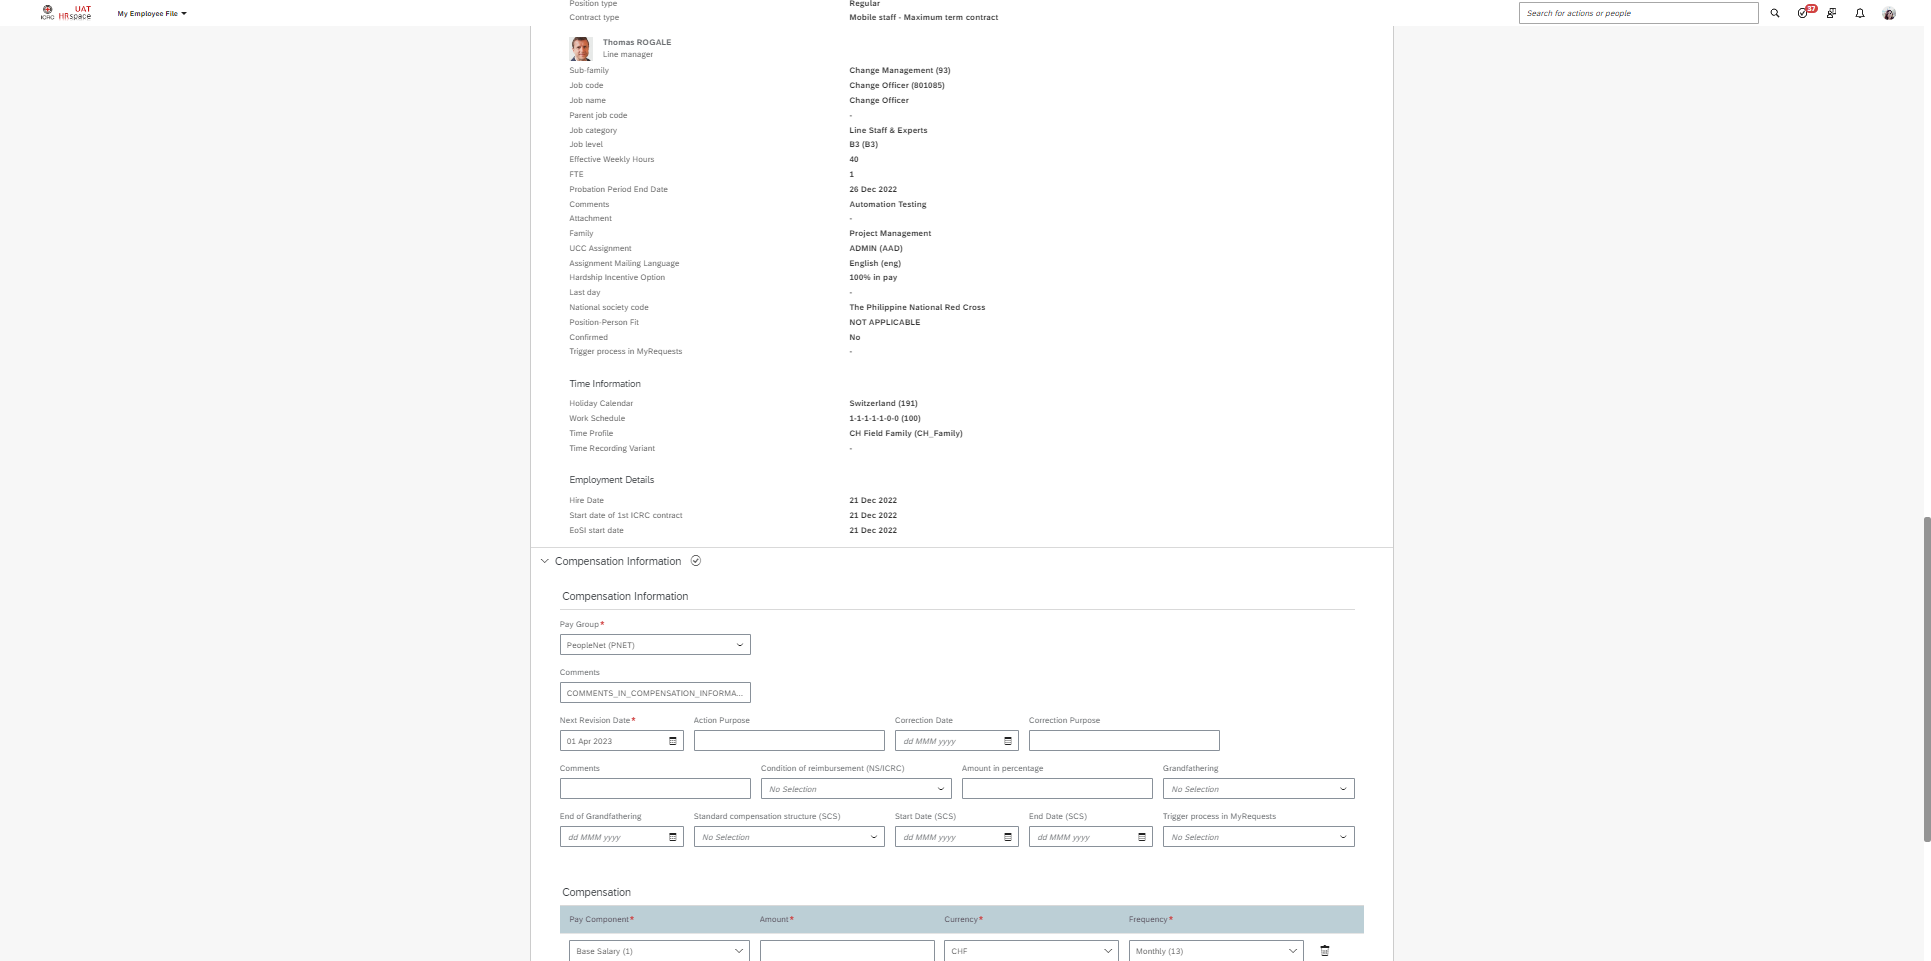 ICRC UAT HRspace My Employee File Search for actions or people 37
Position type Regular
Contract type Mobile staff - Maximum term contract
Thomas ROGALE
Line manager
Sub-family Change Management (93)
Job code Change Officer (801085)
Job name Change Officer
Parent job code -
Job category Line Staff & Experts
Job level B3 (B3)
Effective Weekly Hours 40
FTE 1
Probation Period End Date 26 Dec 2022
Comments Automation Testing
Attachment -
Family Project Management
UCC Assignment ADMIN (AAD)
Assignment Mailing Language English (eng)
Hardship Incentive Option 100% in pay
Last day -
National society code The Philippine National Red Cross
Position-Person Fit NOT APPLICABLE
Confirmed No
Trigger process in MyRequests -
Time Information
Holiday Calendar Switzerland (191)
Work Schedule 1-1-1-1-1-0-0 (100)
Time Profile CH Field Family (CH_Family)
Time Recording Variant -
Employment Details
Hire Date 21 Dec 2022
Start date of 1st ICRC contract 21 Dec 2022
EoSI start date 21 Dec 2022
Compensation Information
Compensation Information
Pay Group*
PeopleNet (PNET)
Comments
COMMENTS_IN_COMPENSATION_INFORMA...
Next Revision Date* Action Purpose Correction Date Correction Purpose
01 Apr 2023 dd MMM yyyy
Comments Condition of reimbursement (NS/ICRC) Amount in percentage Grandfathering
No Selection No Selection
End of Grandfathering Standard compensation structure (SCS) Start Date (SCS) End Date (SCS) Trigger process in MyRequests
dd MMM yyyy No Selection dd MMM yyyy dd MMM yyyy No Selection
Compensation
Pay Component* Amount* Currency* Frequency*
Base Salary (1) CHF Monthly (13)